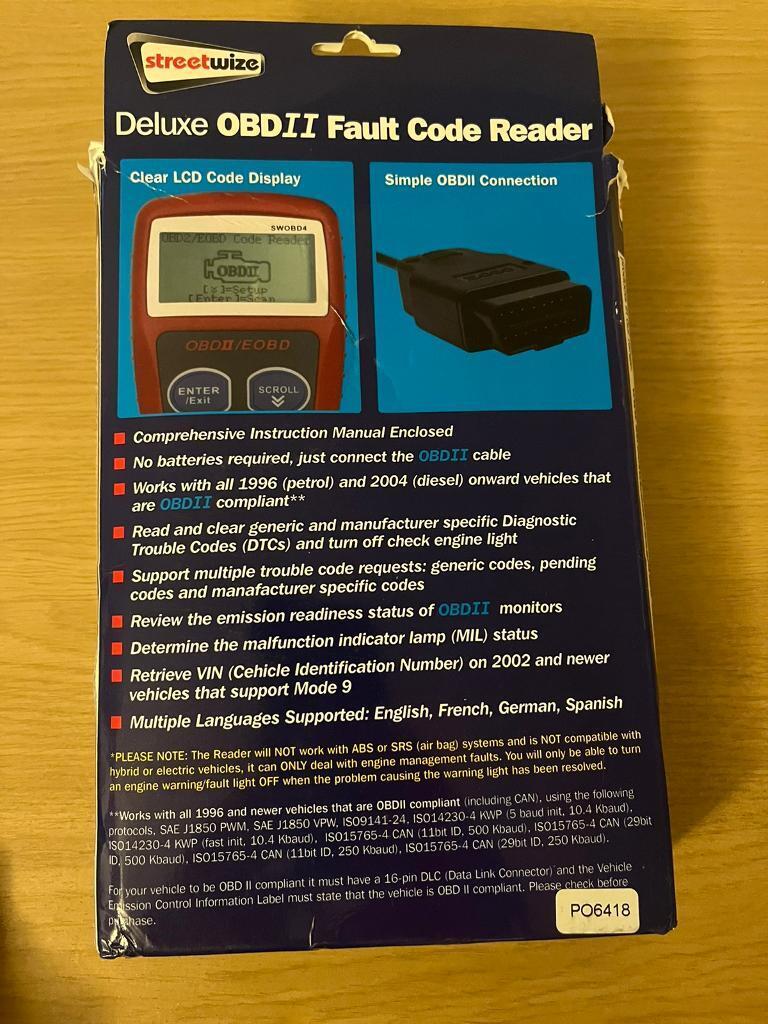 streetwize
Deluxe OBDII Fault Code Reader
Clear LCD Code Display
Simple OBDII Connection
SWOBD4
OBD2/EOBD Code Reader
OBDII
[⨠]=Setup
[Enter]=Scan
OBDII/EOBD
ENTER
/Exit
SCROLL
Comprehensive Instruction Manual Enclosed
No batteries required, just connect the OBDII cable
Works with all 1996 (petrol) and 2004 (diesel) onward vehicles that
are OBDII compliant**
Read and clear generic and manufacturer specific Diagnostic
Trouble Codes (DTCs) and turn off check engine light
Support multiple trouble code requests: generic codes, pending
codes and manafacturer specific codes
Review the emission readiness status of OBDII monitors
Determine the malfunction indicator lamp (MIL) status
Retrieve VIN (Cehicle Identification Number) on 2002 and newer
vehicles that support Mode 9
Multiple Languages Supported: English, French, German, Spanish
*PLEASE NOTE: The Reader will NOT work with ABS or SRS (air bag) systems and is NOT compatible with
hybrid or electric vehicles, it can ONLY deal with engine management faults. You will only be able to turn
an engine warning/fault light OFF when the problem causing the warning light has been resolved.
**Works with all 1996 and newer vehicles that are OBDII compliant (including CAN), using the following
protocols, SAE J1850 PWM, SAE J1850 VPW, ISO9141-24, ISO14230-4 KWP (5 baud init, 10.4 Kbaud),
ISO14230-4 KWP (fast init, 10.4 Kbaud), ISO15765-4 CAN (11bit ID, 500 Kbaud), ISO15765-4 CAN (29bit
ID, 500 Kbaud), ISO15765-4 CAN (11bit ID, 250 Kbaud), ISO15765-4 CAN (29bit ID, 250 Kbaud).
For your vehicle to be OBD II compliant it must have a 16-pin DLC (Data Link Connector) and the Vehicle
Emission Control Information Label must state that the vehicle is OBD II compliant. Please check before
purchase.
PO6418